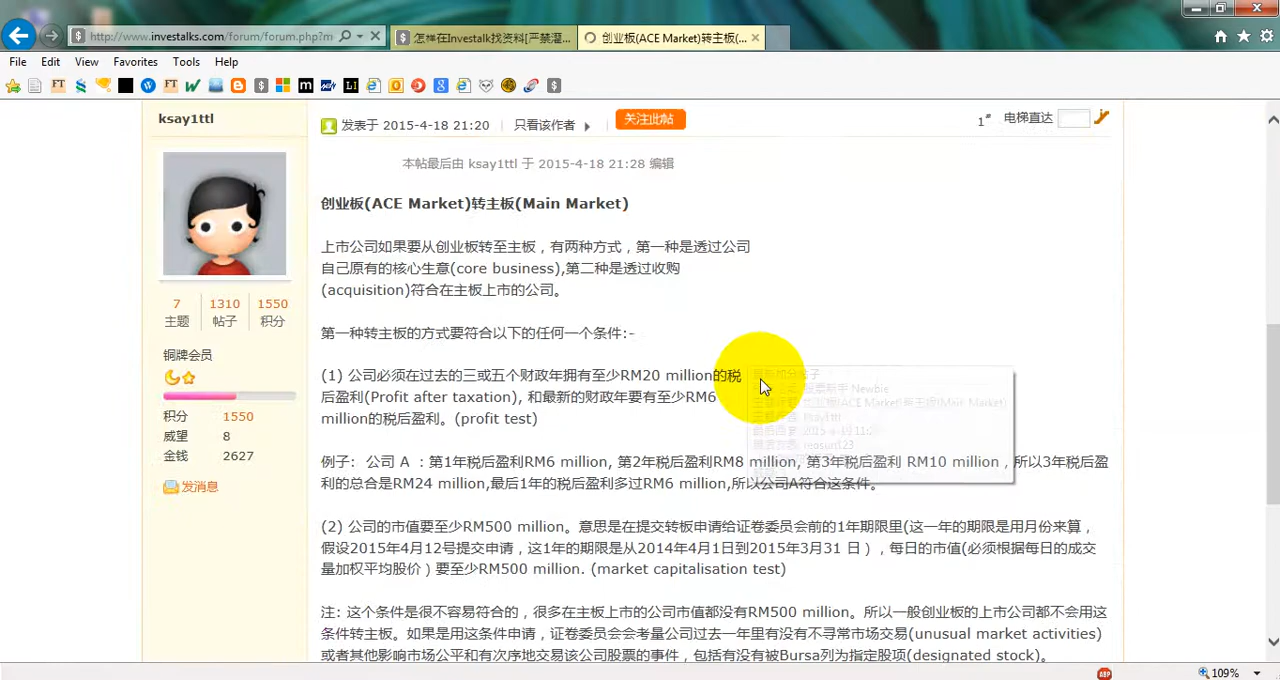 http://www.investalks.com/forum/forum.php?m
怎样在Investalk找资料[严禁灌...
创业板(ACE Market)转主板(...
File Edit View Favorites Tools Help
ksay1ttl
发表于 2015-4-18 21:20 | 只看该作者
关注此帖
1# 电梯直达
本帖最后由 ksay1ttl 于 2015-4-18 21:28 编辑
创业板(ACE Market)转主板(Main Market)
上市公司如果要从创业板转至主板，有两种方式，第一种是透过公司
自己原有的核心生意(core business),第二种是透过收购
(acquisition)符合在主板上市的公司。
第一种转主板的方式要符合以下的任何一个条件:-
(1) 公司必须在过去的三或五个财政年拥有至少RM20 million的税
后盈利(Profit after taxation), 和最新的财政年要有至少RM6
million的税后盈利。(profit test)
例子： 公司 A ：第1年税后盈利RM6 million, 第2年税后盈利RM8 million, 第3年税后盈利 RM10 million，所以3年税后盈
利的总合是RM24 million,最后1年的税后盈利多过RM6 million,所以公司A符合这条件。
(2) 公司的市值要至少RM500 million。意思是在提交转板申请给证卷委员会前的1年期限里(这一年的期限是用月份来算，
假设2015年4月12号提交申请，这1年的期限是从2014年4月1日到2015年3月31 日），每日的市值(必须根据每日的成交
量加权平均股价）要至少RM500 million. (market capitalisation test)
注: 这个条件是很不容易符合的，很多在主板上市的公司市值都没有RM500 million。所以一般创业板的上市公司都不会用这
条件转主板。如果是用这条件申请，证卷委员会会考量公司过去一年里有没有不寻常市场交易(unusual market activities)
或者其他影响市场公平和有次序地交易该公司股票的事件，包括有没有被Bursa列为指定股项(designated stock)。
7 1310 1550
主题 帖子 积分
铜牌会员
积分 1550
威望 8
金钱 2627
发消息
109%